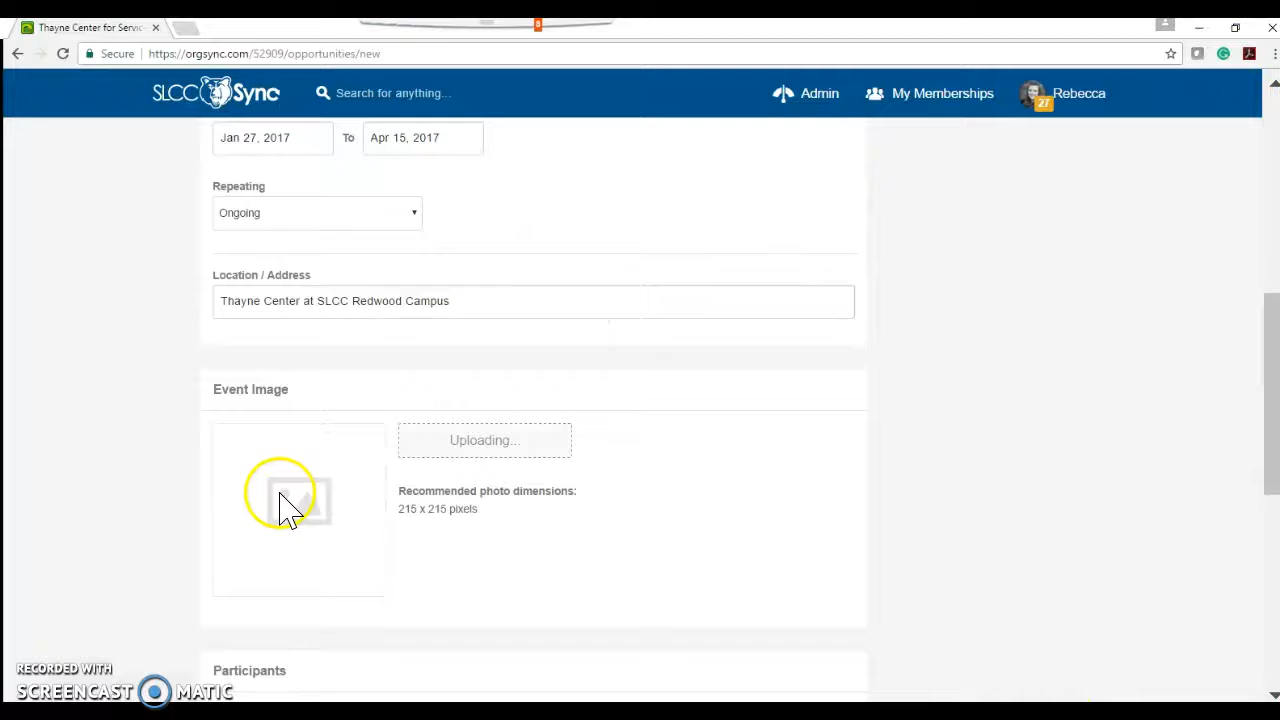 Thayne Center for Servic
8
Secure https://orgsync.com/52909/opportunities/new
SLCC Sync Search for anything... Admin My Memberships 27 Rebecca
Jan 27, 2017 To Apr 15, 2017
Repeating
Ongoing
Location / Address
Thayne Center at SLCC Redwood Campus
Event Image
Uploading...
Recommended photo dimensions:
215 x 215 pixels
Participants
RECORDED WITH
SCREENCAST MATIC